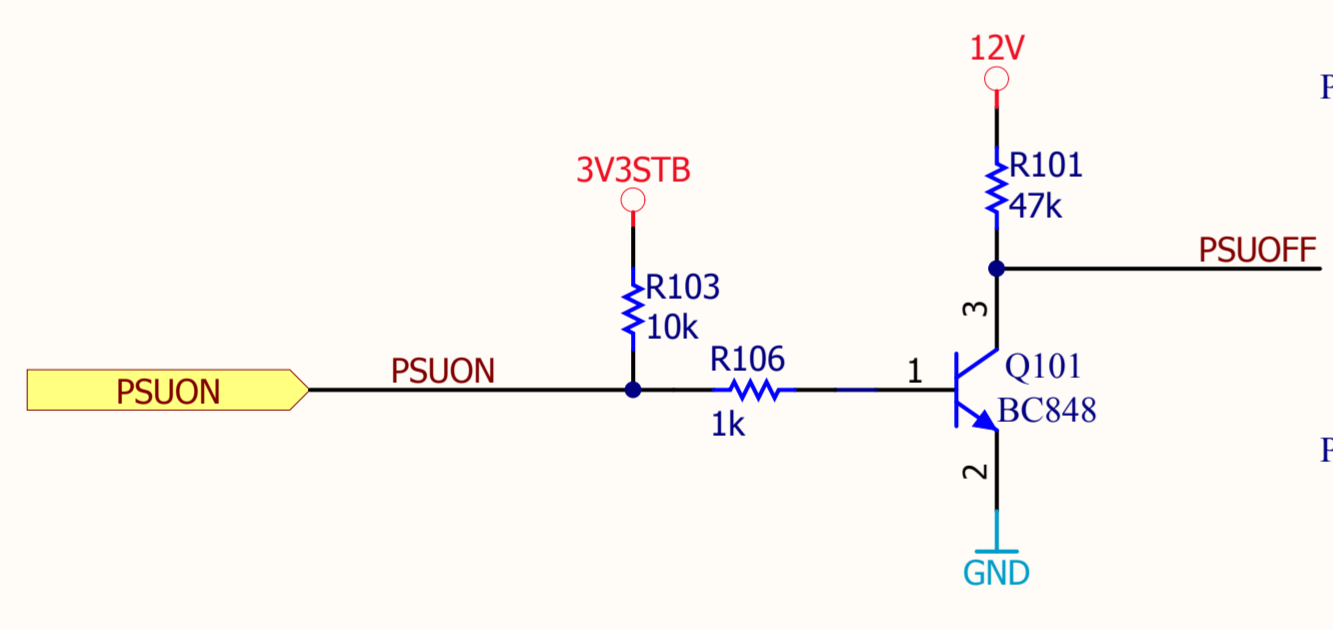 12V
R101
47k
PSUOFF
3V3STB
R103
10k
3
PSUON
PSUON
R106
1k
1
Q101
BC848
2
GND
P
P